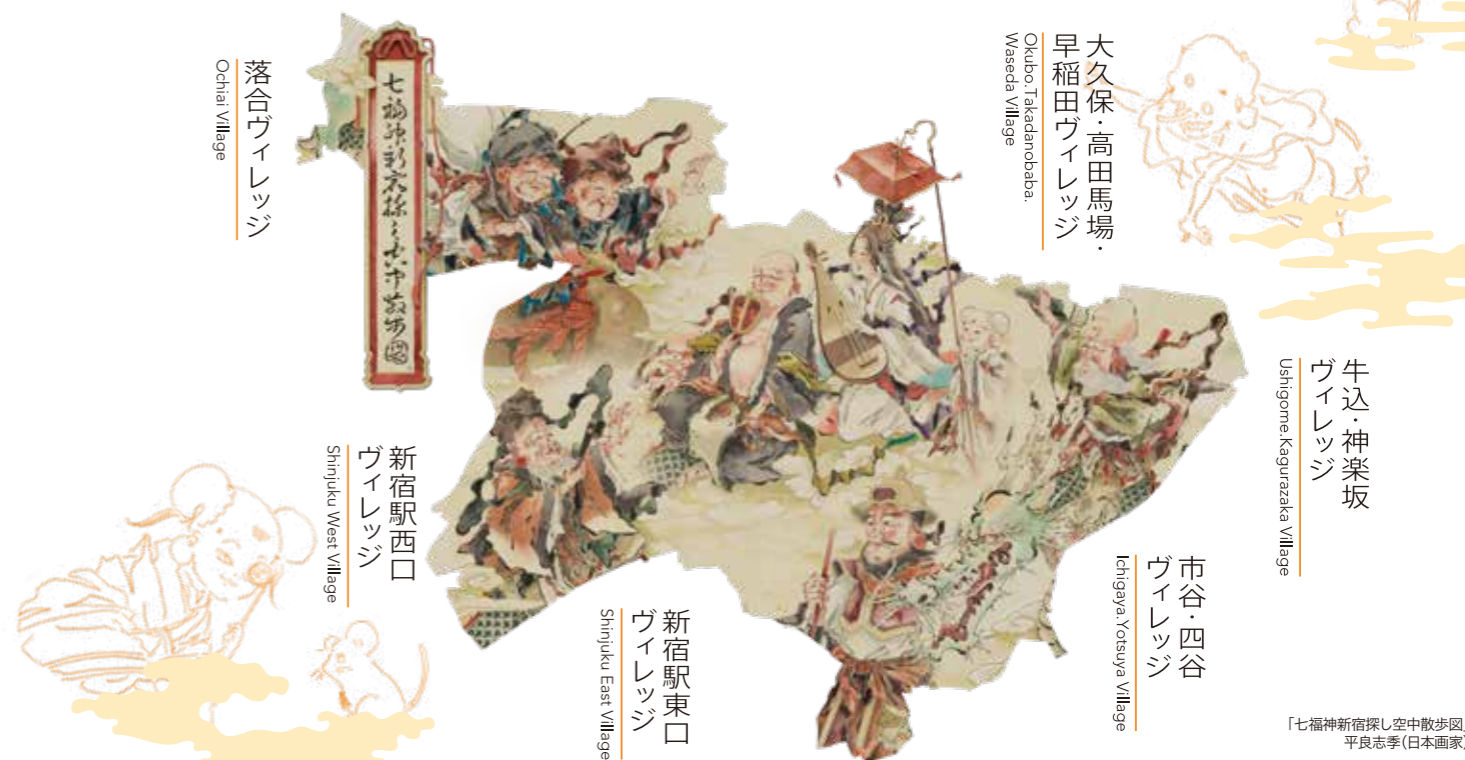 落合ヴィレッジ
Ochiai Village
大久保・高田馬場・
早稲田ヴィレッジ
Okubo.Takadanobaba.
Waseda Village
七福神新宿探し空中散歩図
牛込・神楽坂
ヴィレッジ
Ushigome.Kagurazaka Village
新宿駅西口
ヴィレッジ
Shinjuku West Village
市谷・四谷
ヴィレッジ
Ichigaya.Yotsuya Village
新宿駅東口
ヴィレッジ
Shinjuku East Village
「七福神新宿探し空中散歩図」
平良志季(日本画家)